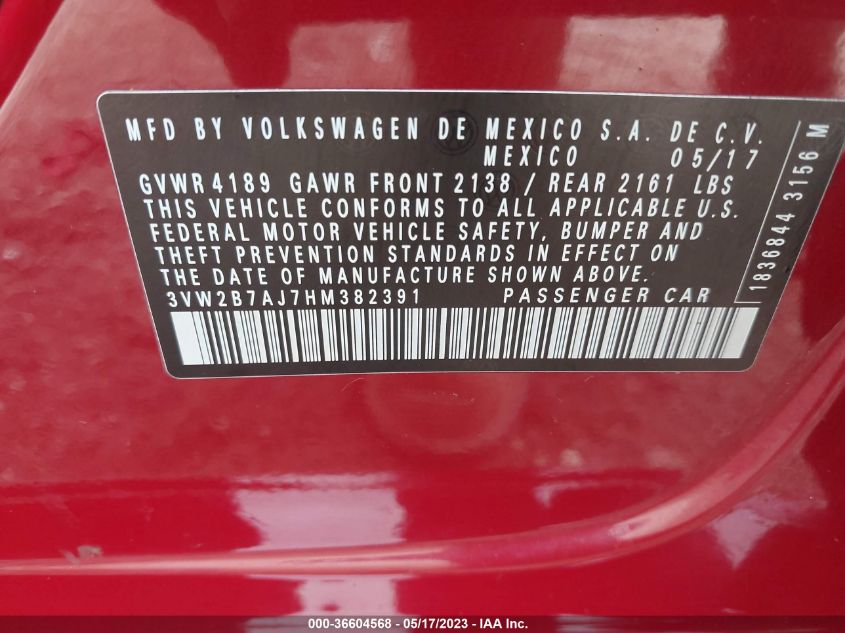 MFD BY VOLKSWAGEN DE MEXICO S.A. DE C.V.
MEXICO 05/17
GVWR 4189 GAWR FRONT 2138 / REAR 2161 LBS
THIS VEHICLE CONFORMS TO ALL APPLICABLE U.S.
FEDERAL MOTOR VEHICLE SAFETY, BUMPER AND
THEFT PREVENTION STANDARDS IN EFFECT ON
THE DATE OF MANUFACTURE SHOWN ABOVE.
3VW2B7AJ7HM382391 PASSENGER CAR
1836844 3156 M
000-36604568 - 05/17/2023 - IAA Inc.